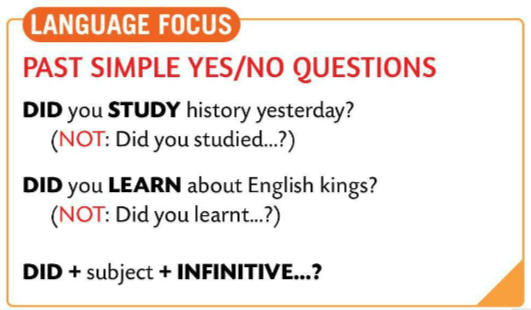 LANGUAGE FOCUS
PAST SIMPLE YES/NO QUESTIONS
DID you STUDY history yesterday?
(NOT: Did you studied...?)
DID you LEARN about English kings?
(NOT: Did you learnt...?)
DID + subject + INFINITIVE...?